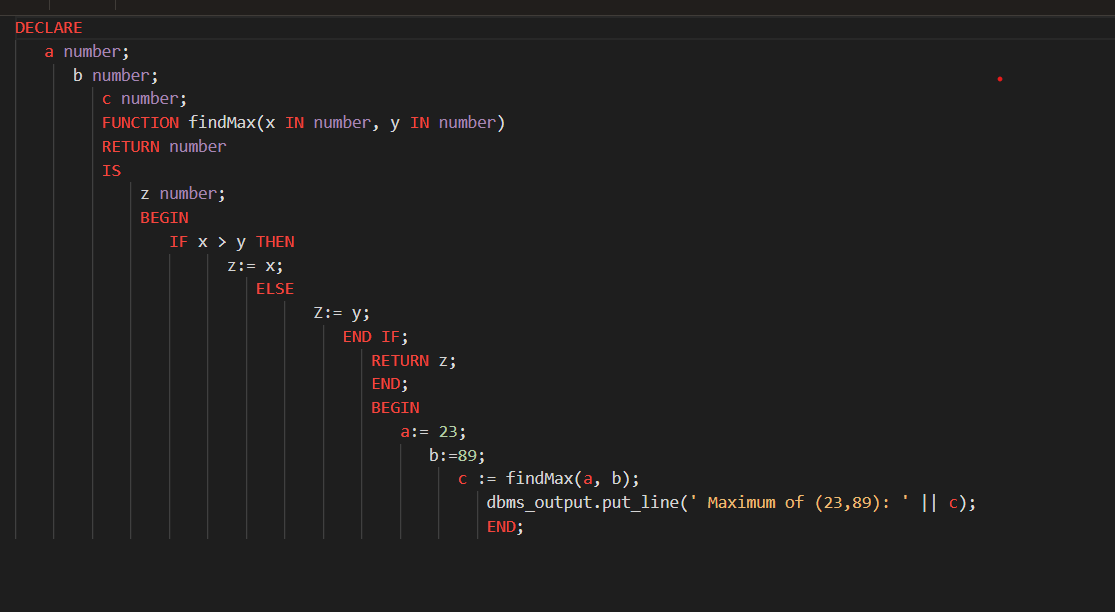 DECLARE
a number;
b number;
c number;
FUNCTION findMax(x IN number, y IN number)
RETURN number
IS
z number;
BEGIN
IF x > y THEN
z:= x;
ELSE
Z:= y;
END IF;
RETURN z;
END;
BEGIN
a:= 23;
b:=89;
c := findMax(a, b);
dbms_output.put_line(' Maximum of (23,89): ' || c);
END;